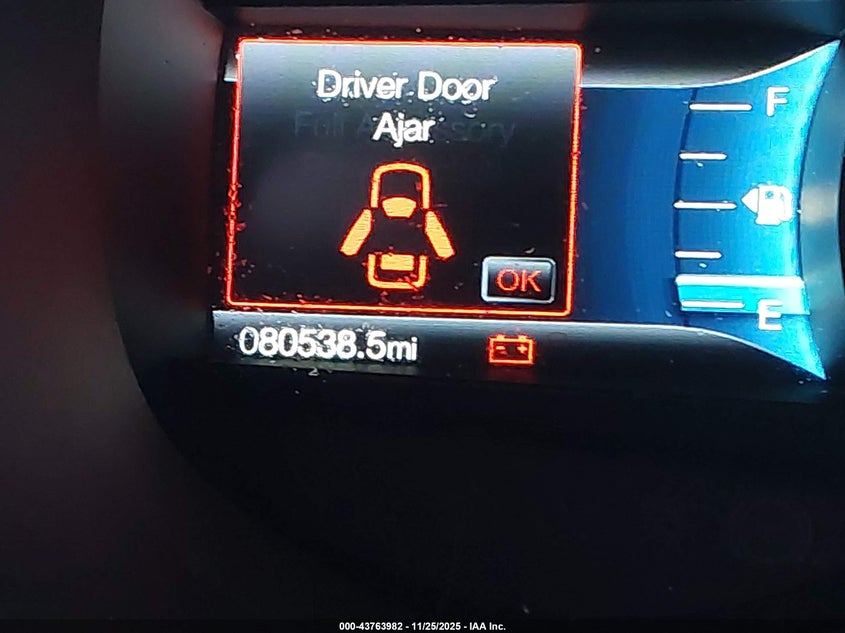 Driver Door
Ajar
F
OK
E
080538.5mi
000-43763982 - 11/25/2025 - IAA Inc.